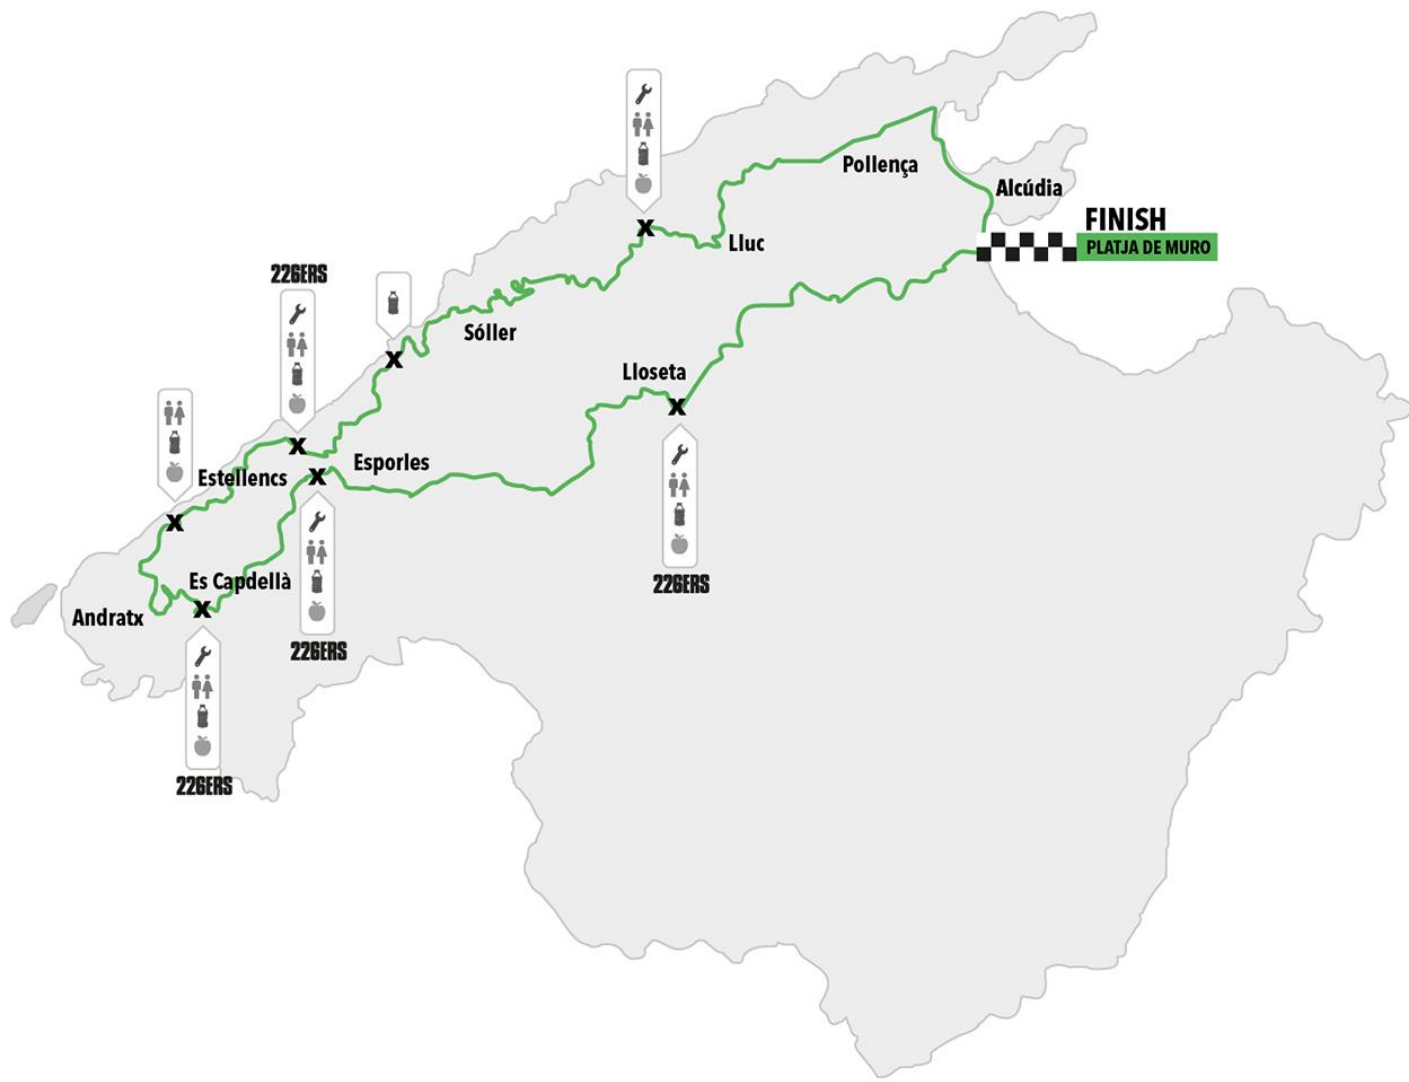 Pollença
Alcúdia
FINISH
PLATJA DE MURO
Lluc
226ERS
Sóller
Lloseta
Esporles
Estellencs
Es Capdellà
Andratx
226ERS
226ERS
226ERS
X
X
X
X
X
X
X